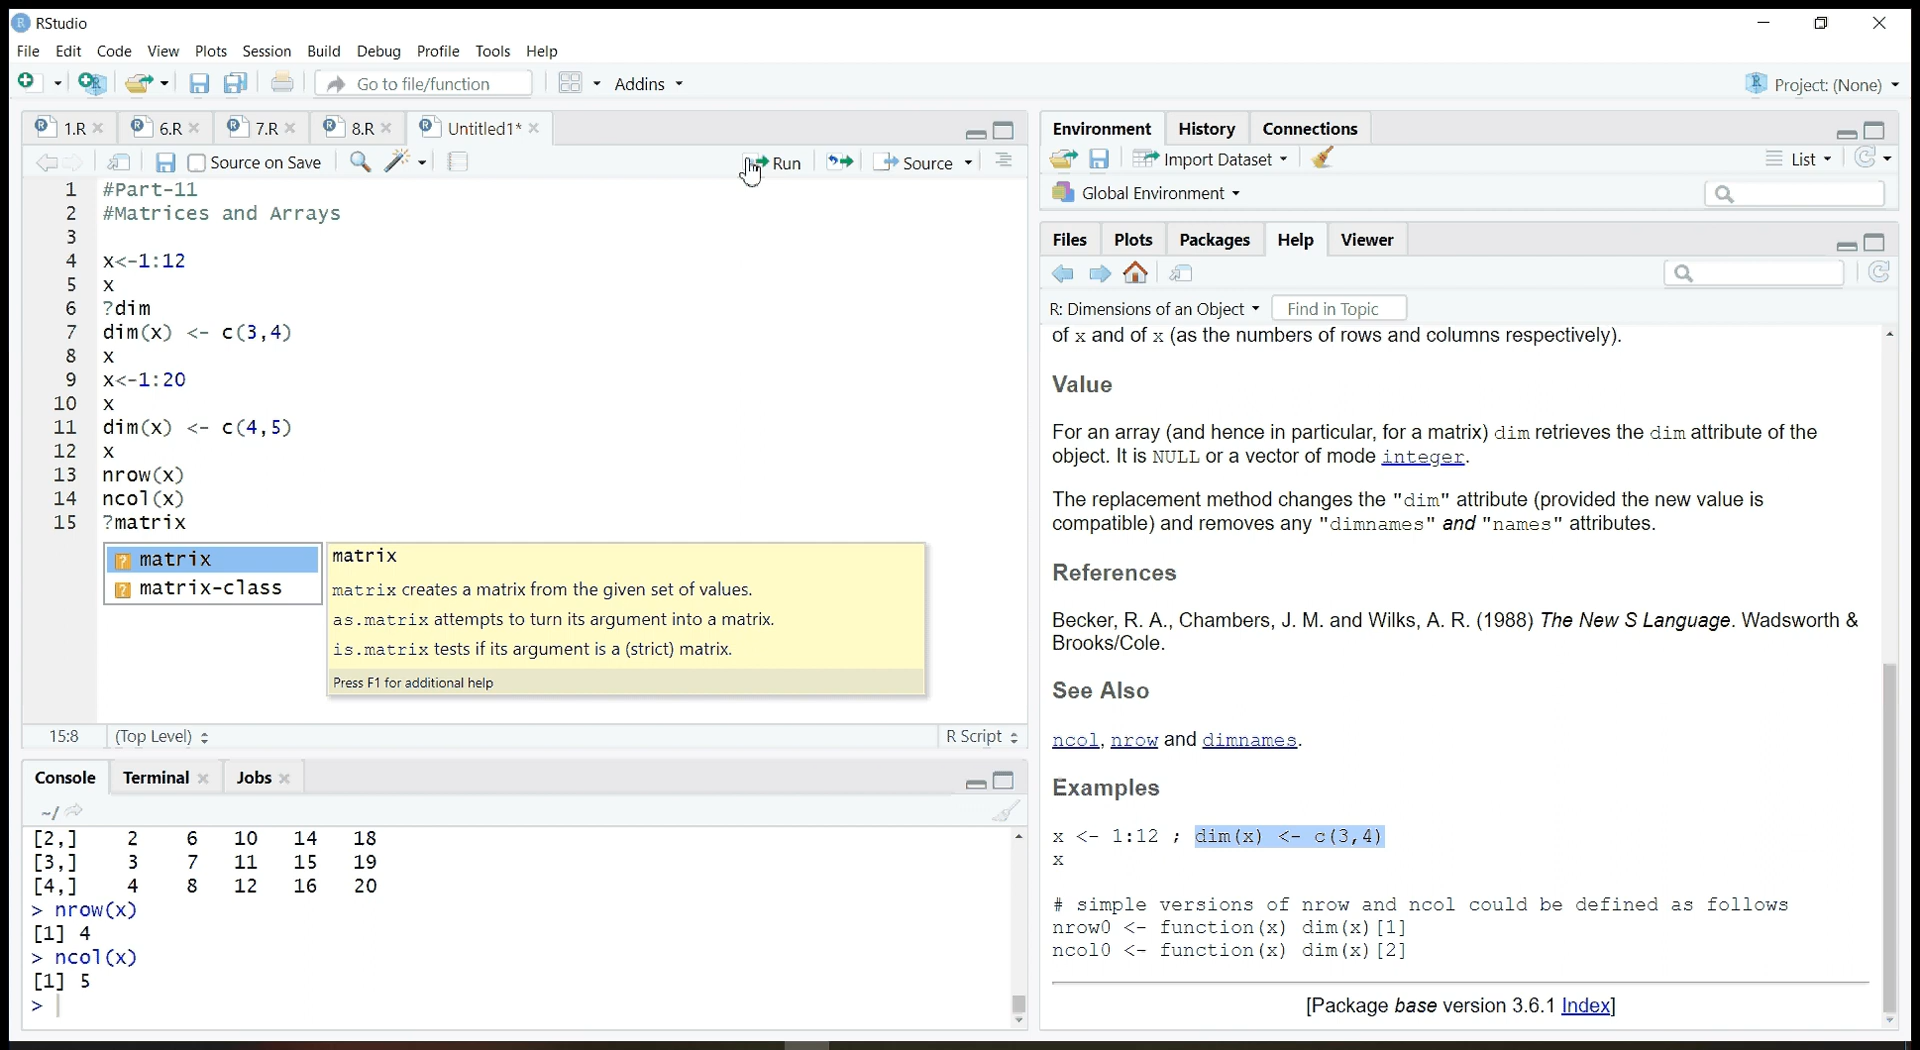 RStudio
File Edit Code View Plots Session Build Debug Profile Tools Help
Go to file/function Addins Project: (None)
1.R 6.R 7.R 8.R Untitled1*
Source on Save Run Source
1 #Part-11
2 #Matrices and Arrays
3
4 x<-1:12
5 x
6 ?dim
7 dim(x) <- c(3,4)
8 x
9 x<-1:20
10 x
11 dim(x) <- c(4,5)
12 x
13 nrow(x)
14 ncol(x)
15 ?matrix
matrix
matrix-class
matrix
matrix creates a matrix from the given set of values.
as.matrix attempts to turn its argument into a matrix.
is.matrix tests if its argument is a (strict) matrix.
Press F1 for additional help
15:8 (Top Level) R Script
Console Terminal Jobs
~/
[2,] 2 6 10 14 18
[3,] 3 7 11 15 19
[4,] 4 8 12 16 20
> nrow(x)
[1] 4
> ncol(x)
[1] 5
>
Environment History Connections
Import Dataset List
Global Environment
Files Plots Packages Help Viewer
R: Dimensions of an Object Find in Topic
of x and of x (as the numbers of rows and columns respectively).
Value
For an array (and hence in particular, for a matrix) dim retrieves the dim attribute of the
object. It is NULL or a vector of mode integer.
The replacement method changes the "dim" attribute (provided the new value is
compatible) and removes any "dimnames" and "names" attributes.
References
Becker, R. A., Chambers, J. M. and Wilks, A. R. (1988) The New S Language. Wadsworth &
Brooks/Cole.
See Also
ncol, nrow and dimnames.
Examples
x <- 1:12 ; dim(x) <- c(3,4)
x
# simple versions of nrow and ncol could be defined as follows
nrow0 <- function(x) dim(x)[1]
ncol0 <- function(x) dim(x)[2]
[Package base version 3.6.1 Index]